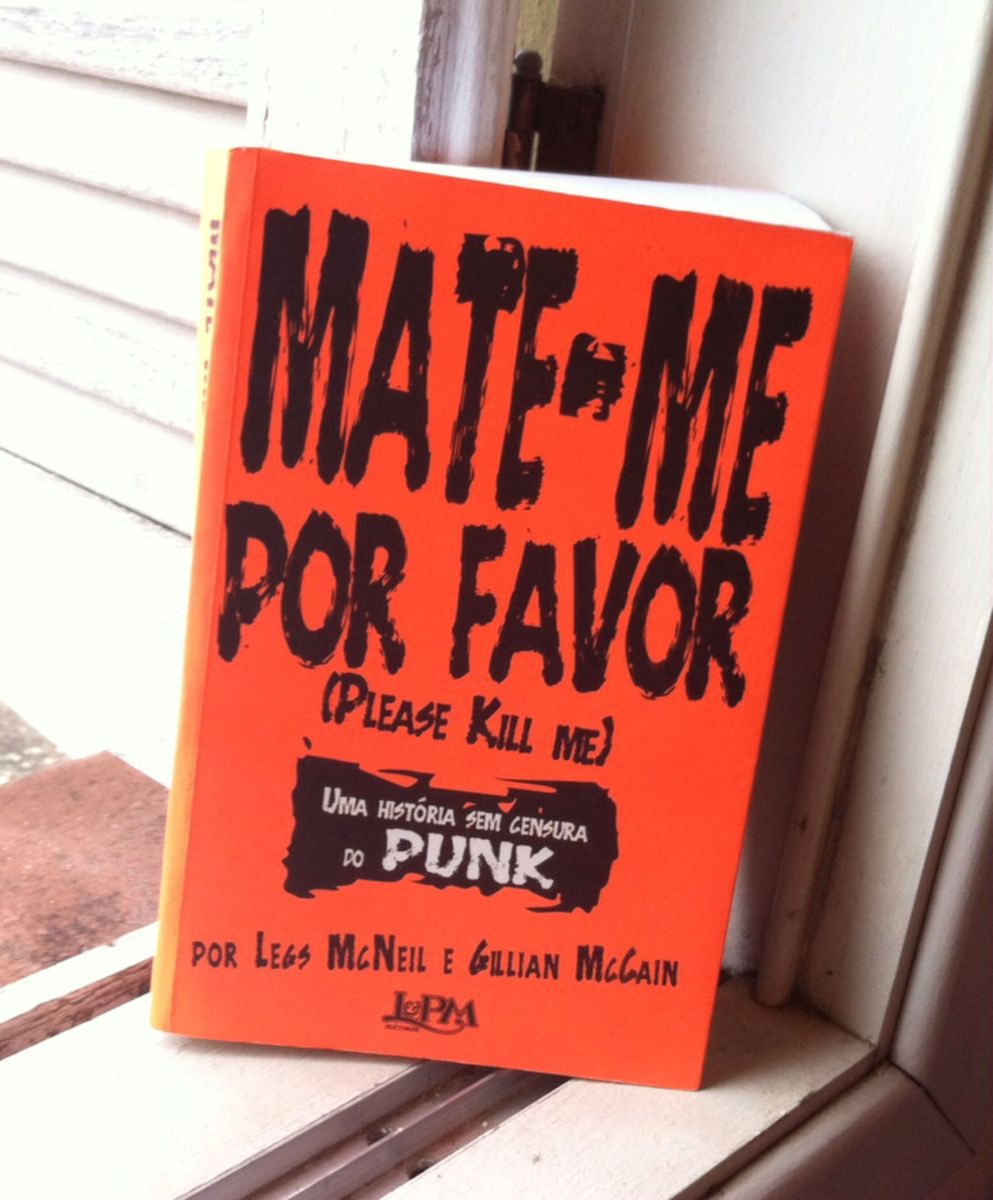 MATE-ME
POR FAVOR
(PLEASE KILL ME)
UMA HISTÓRIA SEM CENSURA
DO PUNK
POR LEGS MCNEIL E GILLIAN MCCAIN
L&PM
EDITORES